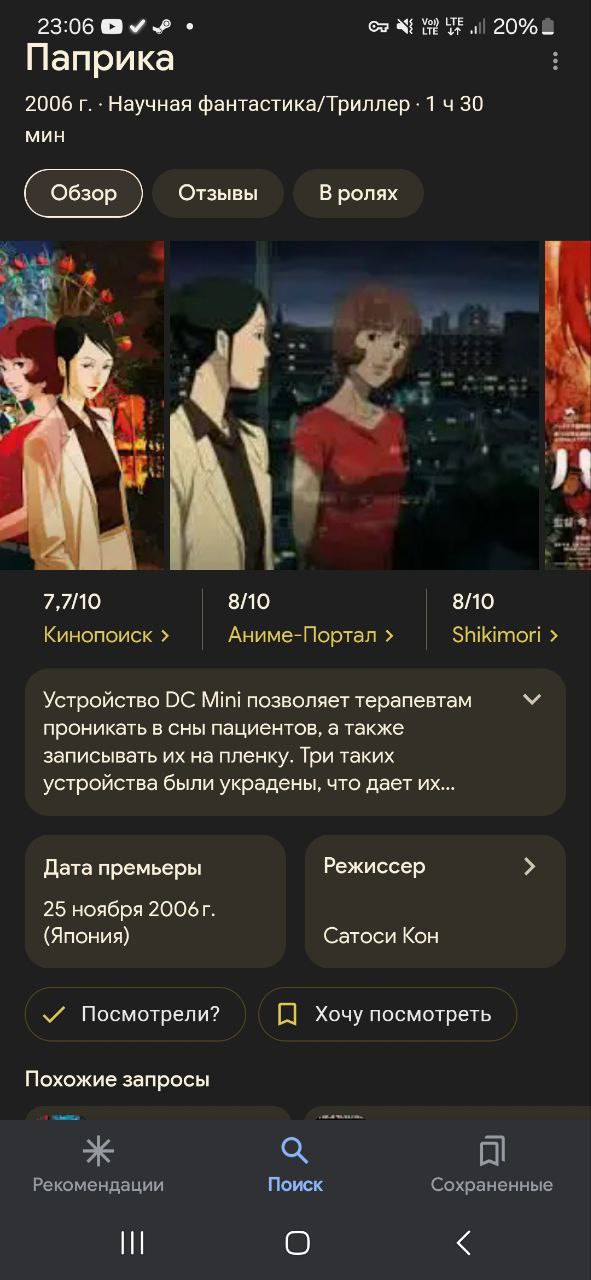 23:06
Vo))
LTE
LTE
20%
Паприка
2006 г. · Научная фантастика/Триллер · 1 ч 30
мин
Обзор
Отзывы
В ролях
7,7/10
8/10
8/10
Кинопоиск
Аниме-Портал
Shikimori
Устройство DC Mini позволяет терапевтам
проникать в сны пациентов, а также
записывать их на пленку. Три таких
устройства были украдены, что дает их...
Дата премьеры
25 ноября 2006 г.
(Япония)
Режиссер
Сатоси Кон
Посмотрели?
Хочу посмотреть
Похожие запросы
Рекомендации
Поиск
Сохраненные